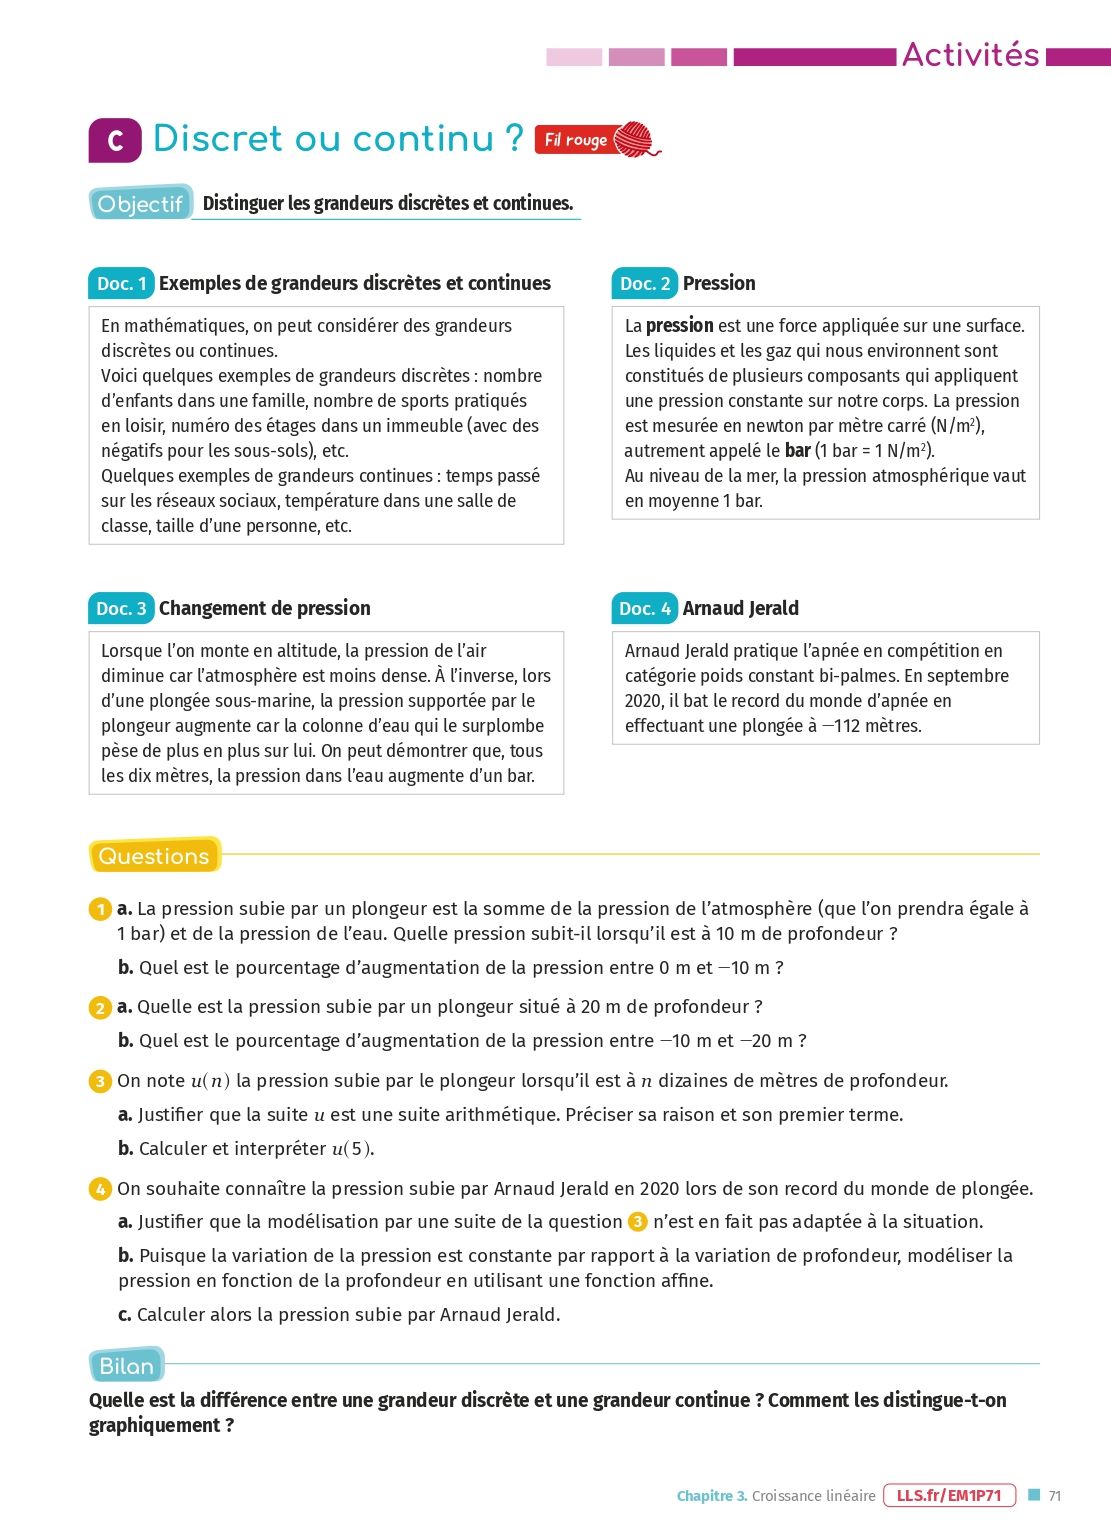 Activités
C Discret ou continu ? Fil rouge
Objectif Distinguer les grandeurs discrètes et continues.
Doc. 1 Exemples de grandeurs discrètes et continues
En mathématiques, on peut considérer des grandeurs
discrètes ou continues.
Voici quelques exemples de grandeurs discrètes : nombre
d’enfants dans une famille, nombre de sports pratiqués
en loisir, numéro des étages dans un immeuble (avec des
négatifs pour les sous-sols), etc.
Quelques exemples de grandeurs continues : temps passé
sur les réseaux sociaux, température dans une salle de
classe, taille d’une personne, etc.
Doc. 2 Pression
La pression est une force appliquée sur une surface.
Les liquides et les gaz qui nous environnent sont
constitués de plusieurs composants qui appliquent
une pression constante sur notre corps. La pression
est mesurée en newton par mètre carré (N/m²),
autrement appelé le bar (1 bar = 1 N/m²).
Au niveau de la mer, la pression atmosphérique vaut
en moyenne 1 bar.
Doc. 3 Changement de pression
Lorsque l’on monte en altitude, la pression de l’air
diminue car l’atmosphère est moins dense. À l’inverse, lors
d’une plongée sous-marine, la pression supportée par le
plongeur augmente car la colonne d’eau qui le surplombe
pèse de plus en plus sur lui. On peut démontrer que, tous
les dix mètres, la pression dans l’eau augmente d’un bar.
Doc. 4 Arnaud Jerald
Arnaud Jerald pratique l’apnée en compétition en
catégorie poids constant bi-palmes. En septembre
2020, il bat le record du monde d’apnée en
effectuant une plongée à −112 mètres.
Questions
1 a. La pression subie par un plongeur est la somme de la pression de l’atmosphère (que l’on prendra égale à
1 bar) et de la pression de l’eau. Quelle pression subit-il lorsqu’il est à 10 m de profondeur ?
b. Quel est le pourcentage d’augmentation de la pression entre 0 m et −10 m ?
2 a. Quelle est la pression subie par un plongeur situé à 20 m de profondeur ?
b. Quel est le pourcentage d’augmentation de la pression entre −10 m et −20 m ?
3 On note u(n) la pression subie par le plongeur lorsqu’il est à n dizaines de mètres de profondeur.
a. Justifier que la suite u est une suite arithmétique. Préciser sa raison et son premier terme.
b. Calculer et interpréter u(5).
4 On souhaite connaître la pression subie par Arnaud Jerald en 2020 lors de son record du monde de plongée.
a. Justifier que la modélisation par une suite de la question 3 n’est en fait pas adaptée à la situation.
b. Puisque la variation de la pression est constante par rapport à la variation de profondeur, modéliser la
pression en fonction de la profondeur en utilisant une fonction affine.
c. Calculer alors la pression subie par Arnaud Jerald.
Bilan
Quelle est la différence entre une grandeur discrète et une grandeur continue ? Comment les distingue-t-on
graphiquement ?
Chapitre 3. Croissance linéaire LLS.fr/EM1P71 71